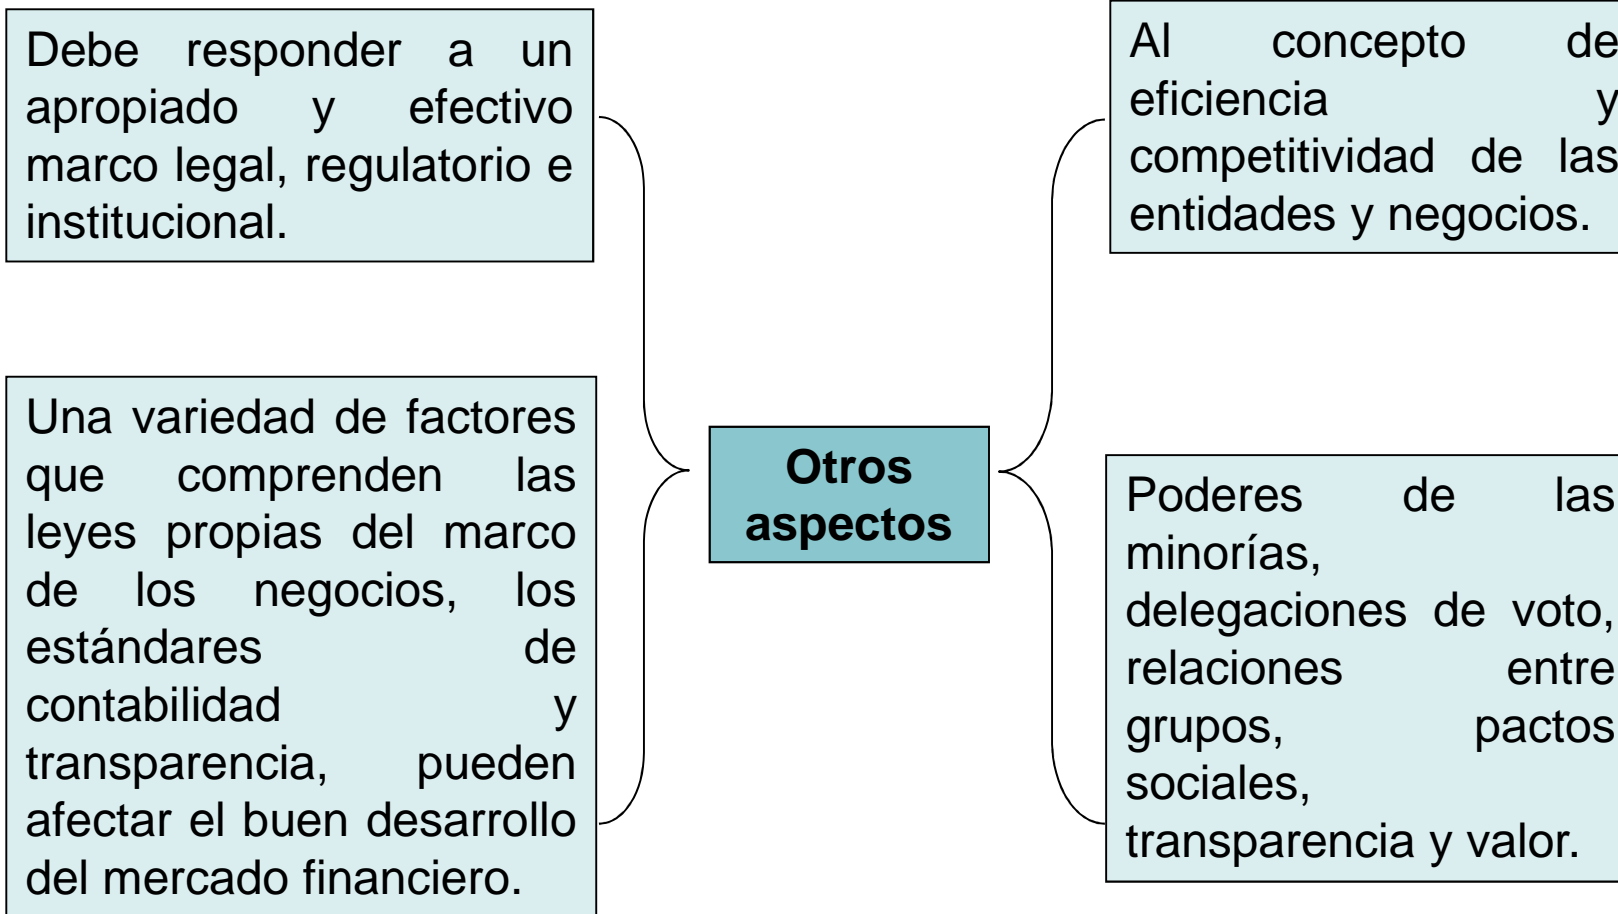 Debe responder a un
apropiado y efectivo
marco legal, regulatorio e
institucional.
Al concepto de
eficiencia y
competitividad de las
entidades y negocios.
Una variedad de factores
que comprenden las
leyes propias del marco
de los negocios, los
estándares de
contabilidad y
transparencia, pueden
afectar el buen desarrollo
del mercado financiero.
Otros
aspectos
Poderes de las
minorías,
delegaciones de voto,
relaciones entre
grupos, pactos
sociales,
transparencia y valor.